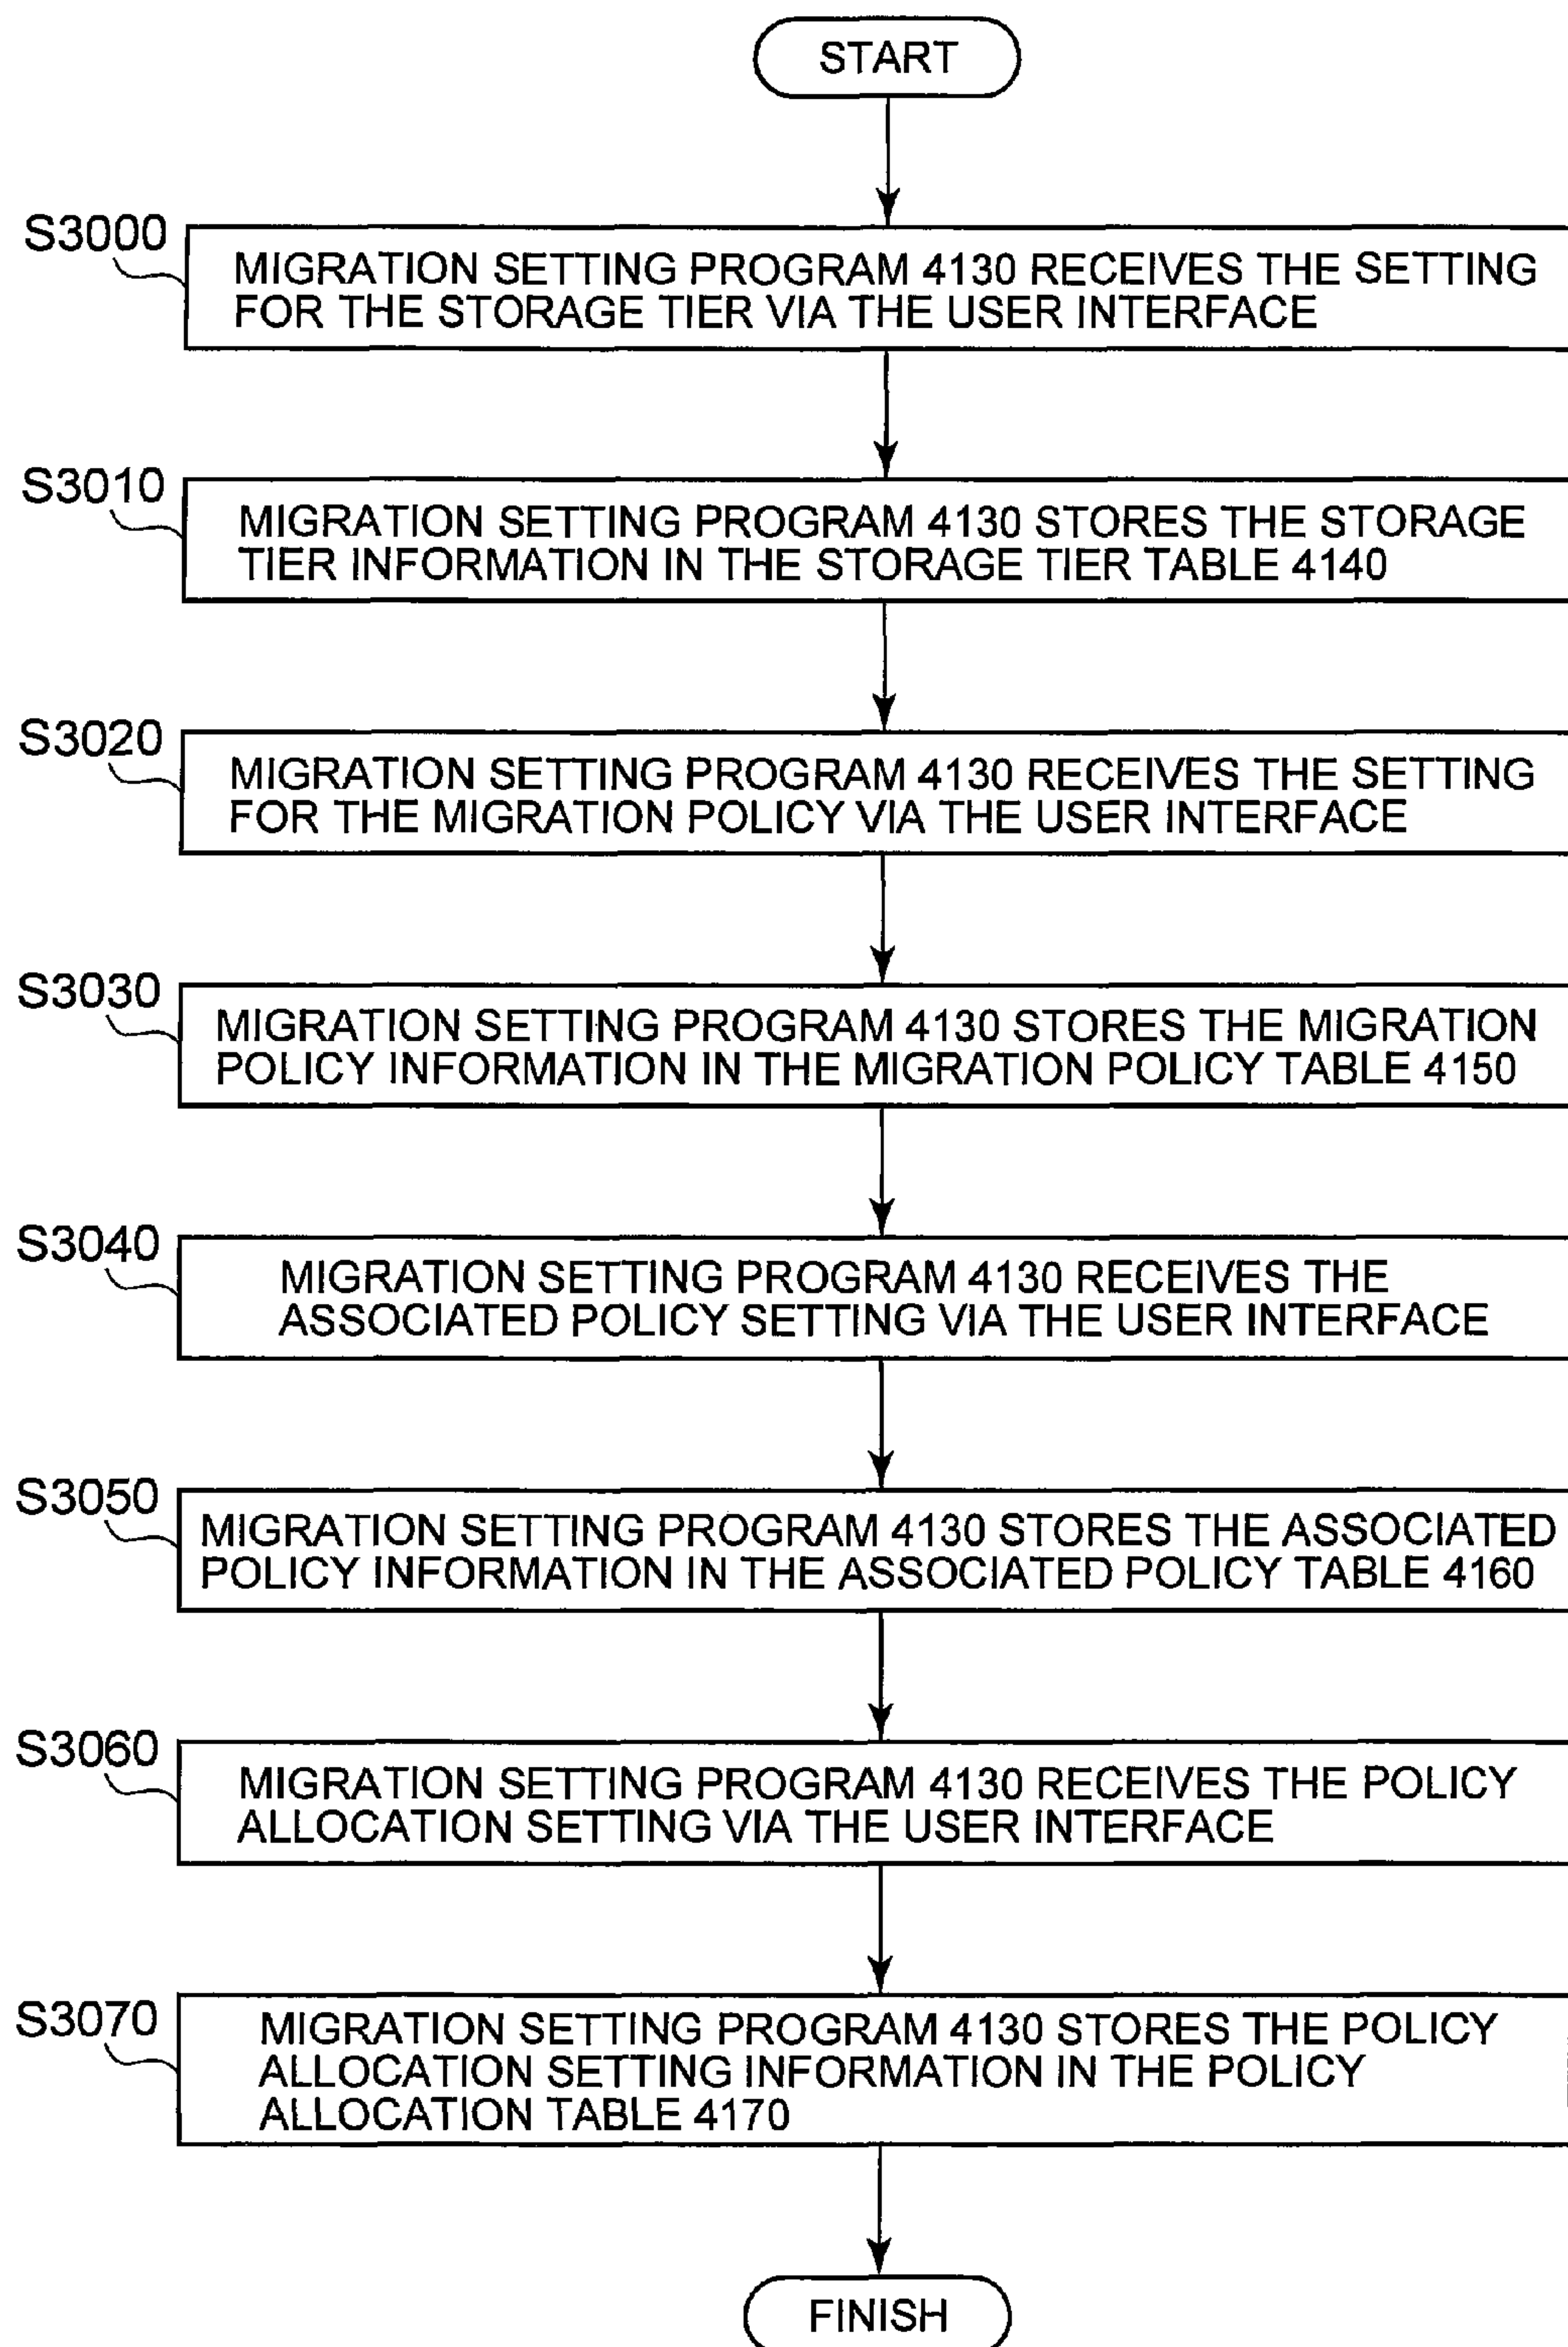 START
S3000
MIGRATION SETTING PROGRAM 4130 RECEIVES THE SETTING
FOR THE STORAGE TIER VIA THE USER INTERFACE
S3010
MIGRATION SETTING PROGRAM 4130 STORES THE STORAGE
TIER INFORMATION IN THE STORAGE TIER TABLE 4140
S3020
MIGRATION SETTING PROGRAM 4130 RECEIVES THE SETTING
FOR THE MIGRATION POLICY VIA THE USER INTERFACE
S3030
MIGRATION SETTING PROGRAM 4130 STORES THE MIGRATION
POLICY INFORMATION IN THE MIGRATION POLICY TABLE 4150
S3040
MIGRATION SETTING PROGRAM 4130 RECEIVES THE
ASSOCIATED POLICY SETTING VIA THE USER INTERFACE
S3050
MIGRATION SETTING PROGRAM 4130 STORES THE ASSOCIATED
POLICY INFORMATION IN THE ASSOCIATED POLICY TABLE 4160
S3060
MIGRATION SETTING PROGRAM 4130 RECEIVES THE POLICY
ALLOCATION SETTING VIA THE USER INTERFACE
S3070
MIGRATION SETTING PROGRAM 4130 STORES THE POLICY
ALLOCATION SETTING INFORMATION IN THE POLICY
ALLOCATION TABLE 4170
FINISH